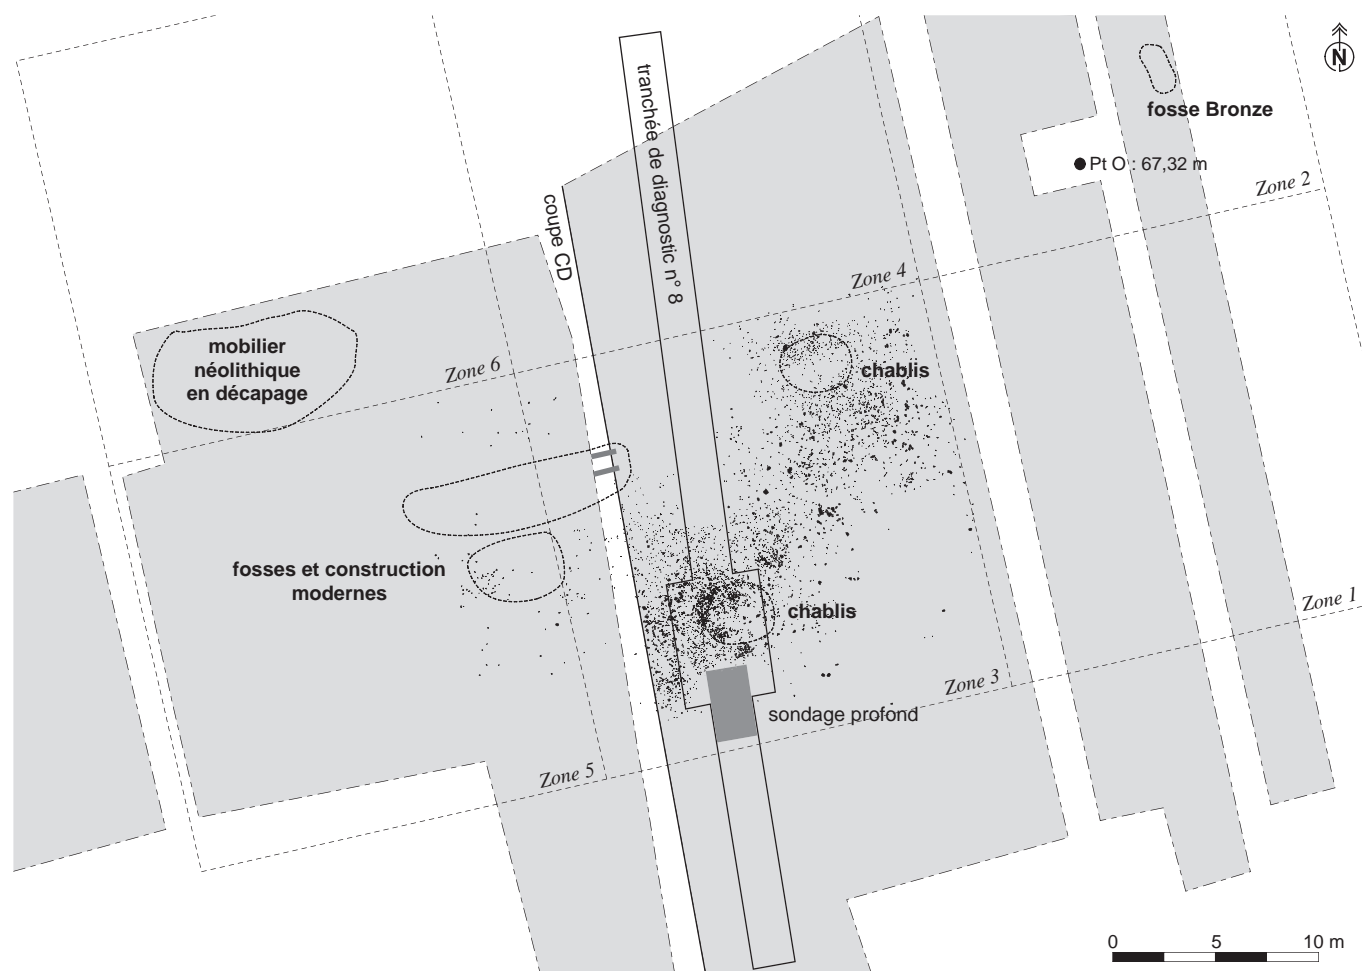 N
fosse Bronze
Pt O : 67,32 m
Zone 2
tranchée de diagnostic n° 8
coupe CD
Zone 4
mobilier
néolithique
en décapage
Zone 6
chablis
fosses et construction
modernes
chablis
Zone 1
Zone 3
sondage profond
Zone 5
0 5 10 m